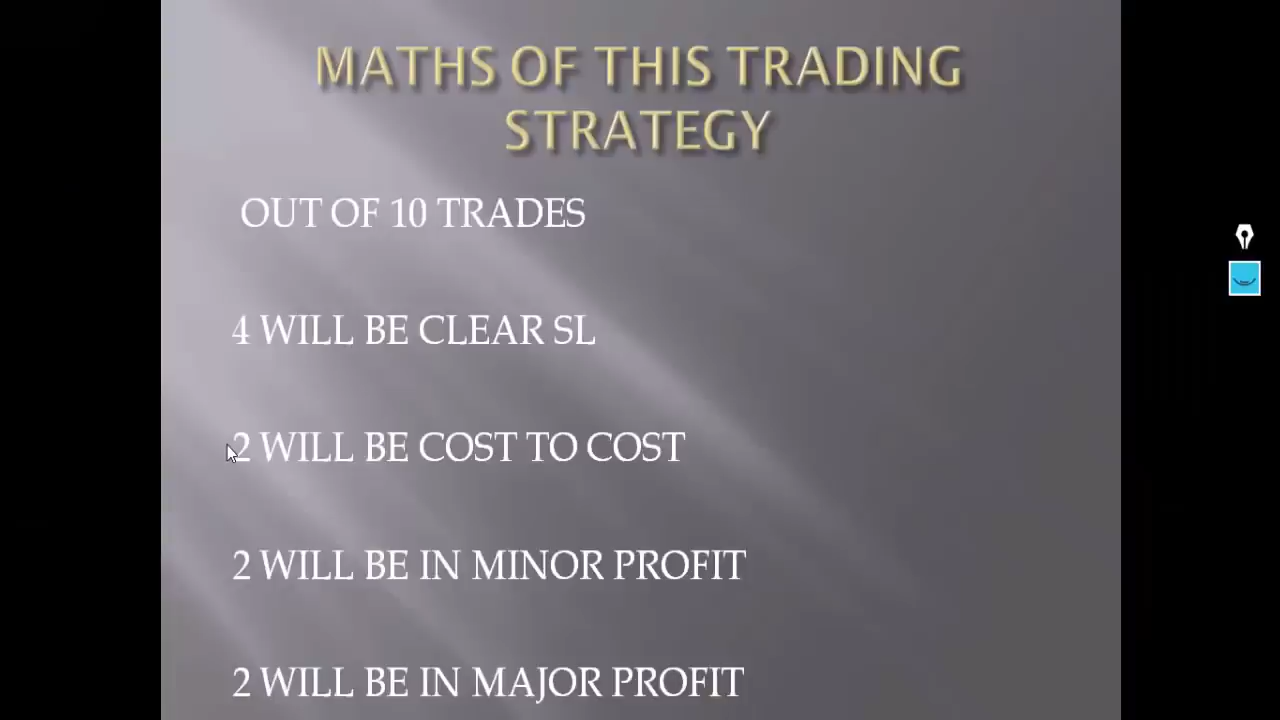 MATHS OF THIS TRADING
STRATEGY
OUT OF 10 TRADES
4 WILL BE CLEAR SL
2 WILL BE COST TO COST
2 WILL BE IN MINOR PROFIT
2 WILL BE IN MAJOR PROFIT